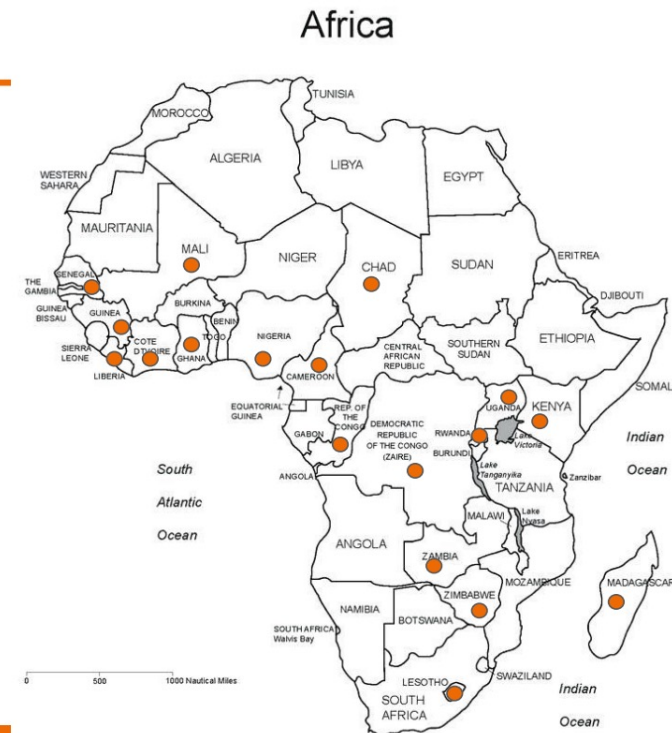 Africa
TUNISIA
MOROCCO
ALGERIA
LIBYA
EGYPT
WESTERN
SAHARA
MAURITANIA
MALI
NIGER
CHAD
SUDAN
ERITREA
DJIBOUTI
THE
GAMBIA
SENEGAL
GUINEA
BISSAU
GUINEA
BURKINA
BENIN
SIERRA
LEONE
COTE
D'IVOIRE
TOGO
GHANA
LIBERIA
NIGERIA
CAMEROON
CENTRAL
AFRICAN
REPUBLIC
SOUTHERN
SUDAN
ETHIOPIA
SOMAL
EQUATORIAL
GUINEA
REP. OF
THE
CONGO
GABON
DEMOCRATIC
REPUBLIC
OF THE CONGO
(ZAIRE)
UGANDA
KENYA
RWANDA
BURUNDI
Lake
Victoria
Indian
Ocean
Lake
Tanganyika
TANZANIA
Zanzibar
ANGOLA
South
Atlantic
Ocean
ANGOLA
MALAWI
Lake
Nyasa
ZAMBIA
MOZAMBIQUE
MADAGASCAR
ZIMBABWE
NAMIBIA
BOTSWANA
SOUTH AFRICA
Walvis Bay
SWAZILAND
LESOTHO
SOUTH
AFRICA
Indian
Ocean
0 500 1000 Nautical Miles